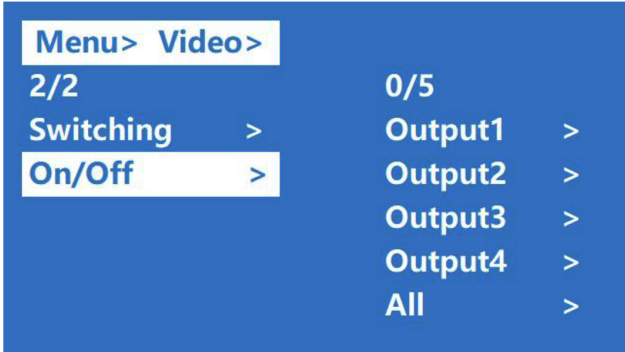 Menu> Video>
2/2
Switching >
On/Off >
0/5
Output1 >
Output2 >
Output3 >
Output4 >
All >